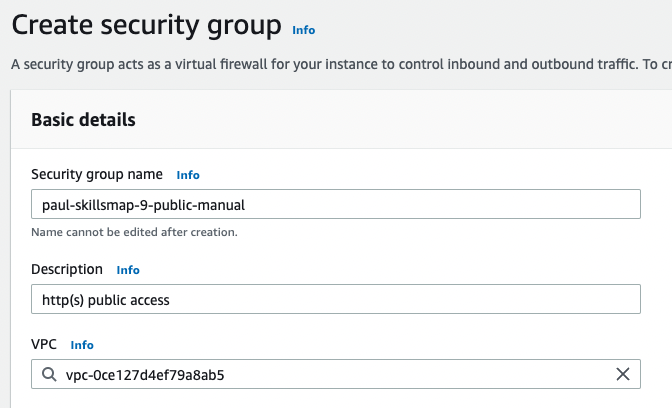 Create security group Info
A security group acts as a virtual firewall for your instance to control inbound and outbound traffic. To cr
Basic details
Security group name Info
paul-skillsmap-9-public-manual
Name cannot be edited after creation.
Description Info
http(s) public access
VPC Info
vpc-0ce127d4ef79a8ab5